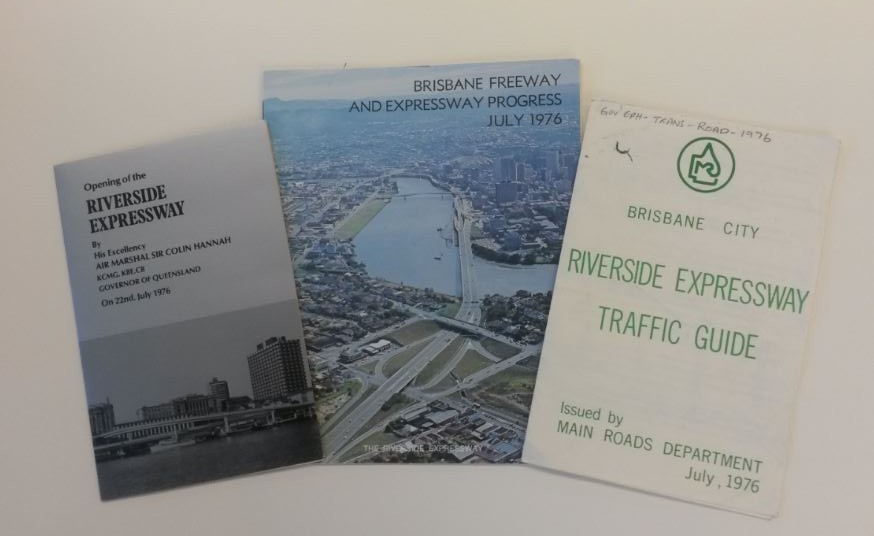 Opening of the
RIVERSIDE
EXPRESSWAY
By
His Excellency
AIR MARSHAL SIR COLIN HANNAH
KCMG, KBE, CB
GOVERNOR OF QUEENSLAND
On 22nd. July 1976
BRISBANE FREEWAY
AND EXPRESSWAY PROGRESS
JULY 1976
THE RIVERSIDE EXPRESSWAY
GOV EPH - TRANS - ROAD - 1976
BRISBANE CITY
RIVERSIDE EXPRESSWAY
TRAFFIC GUIDE
Issued by
MAIN ROADS DEPARTMENT
July, 1976